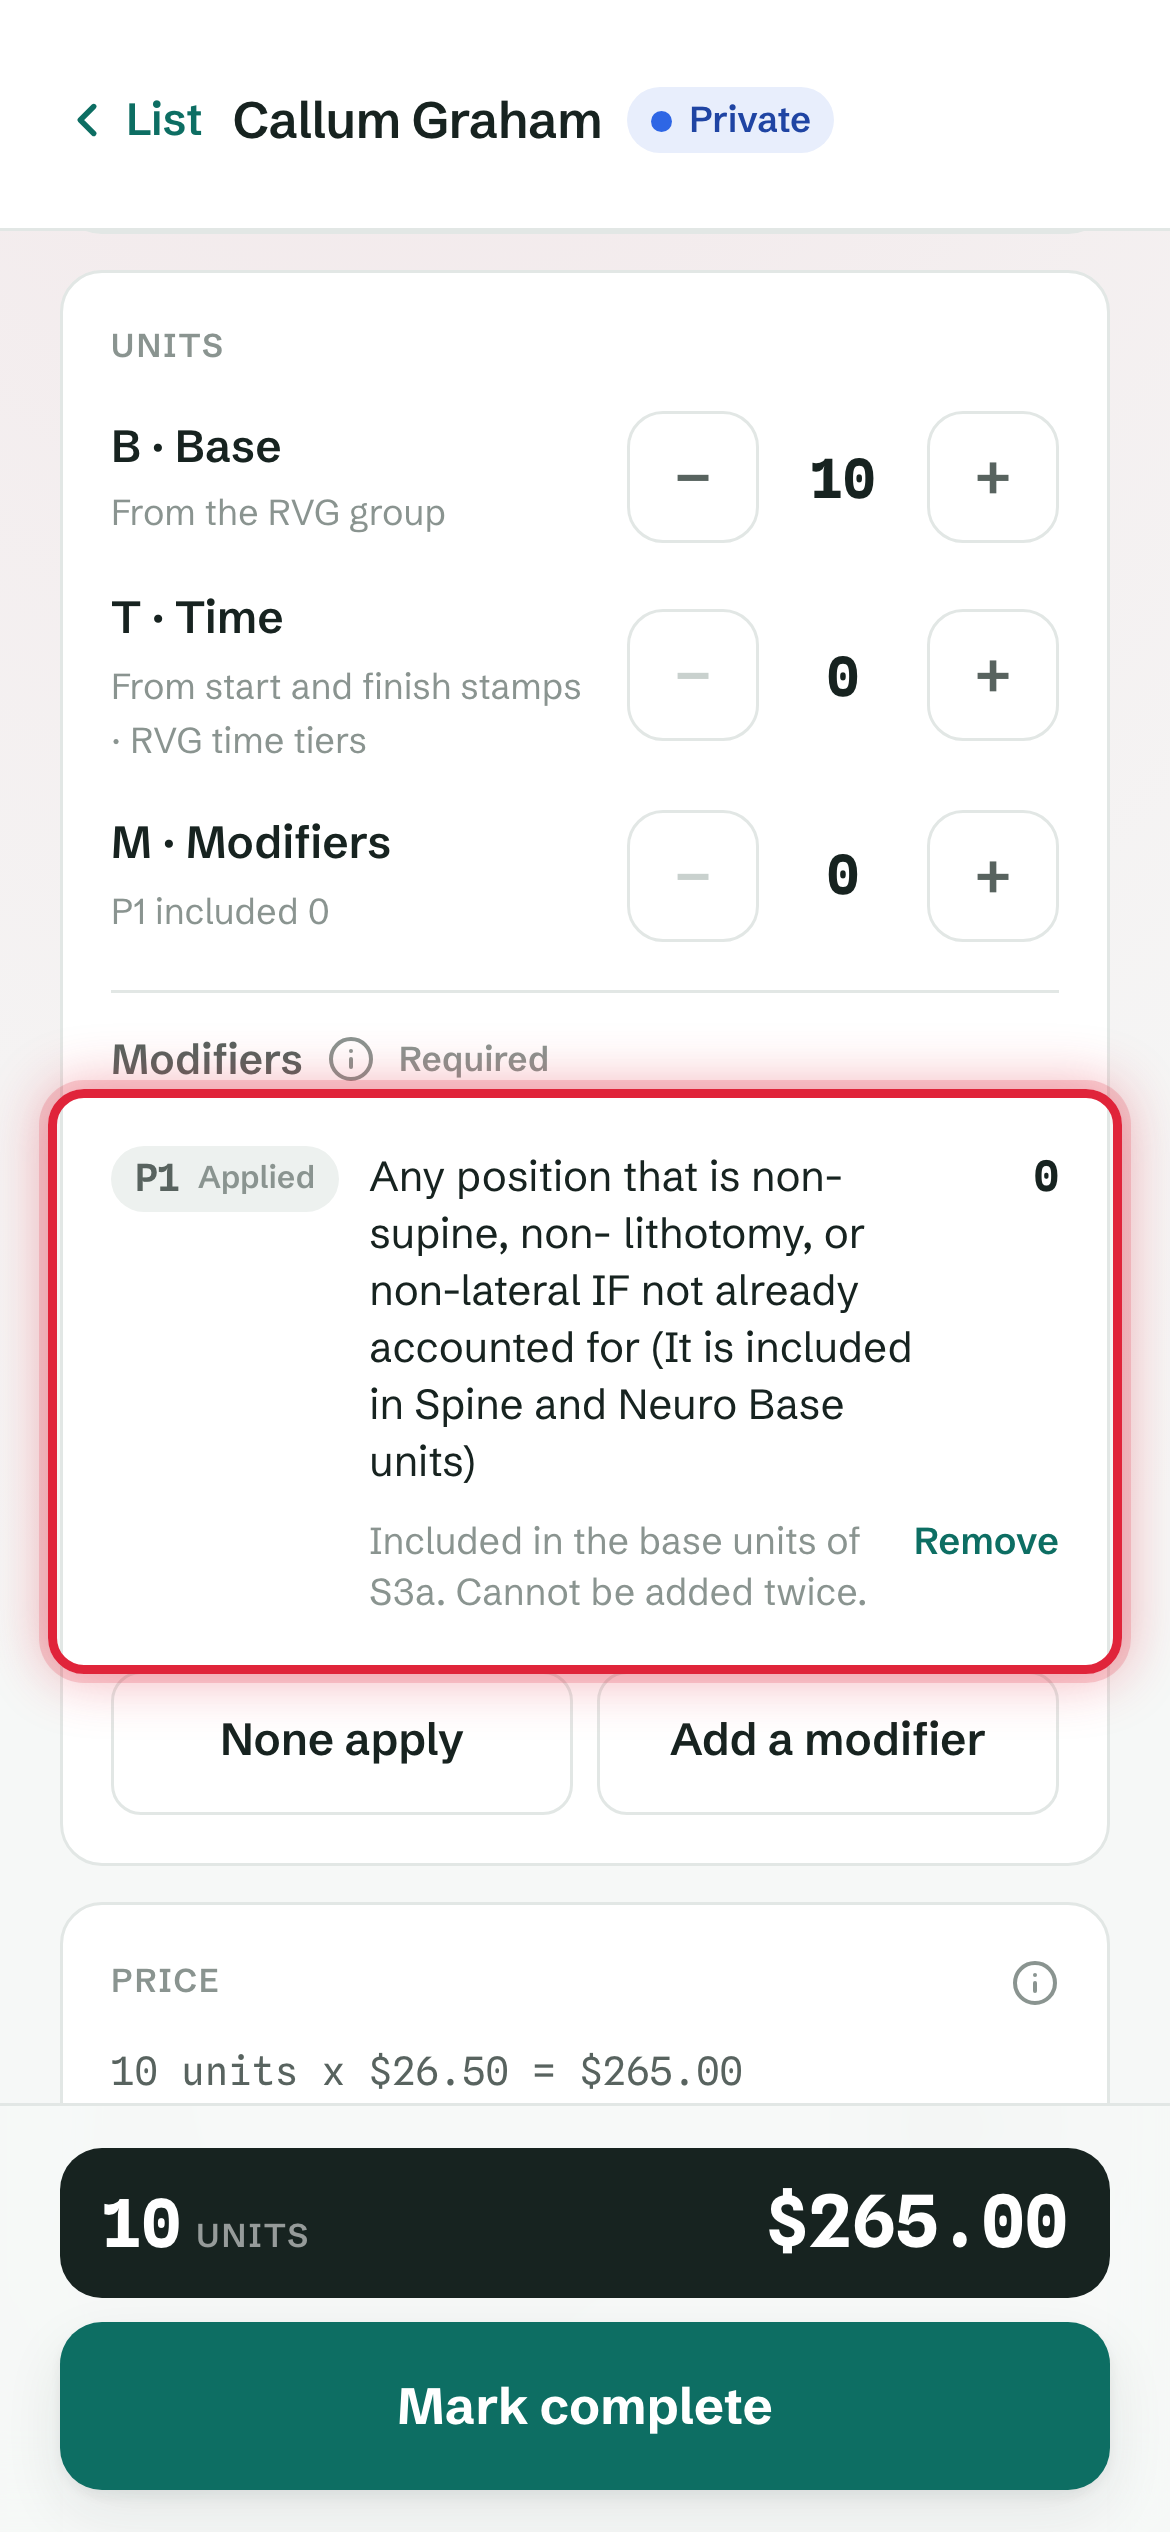 List Callum Graham Private
UNITS
B · Base
From the RVG group
− 10 +
T · Time
From start and finish stamps
· RVG time tiers
− 0 +
M · Modifiers
P1 included 0
− 0 +
Modifiers Required
P1 Applied
Any position that is non-
supine, non- lithotomy, or
non-lateral IF not already
accounted for (It is included
in Spine and Neuro Base
units)
0
Included in the base units of
S3a. Cannot be added twice.
Remove
None apply
Add a modifier
PRICE
10 units x $26.50 = $265.00
10 UNITS $265.00
Mark complete